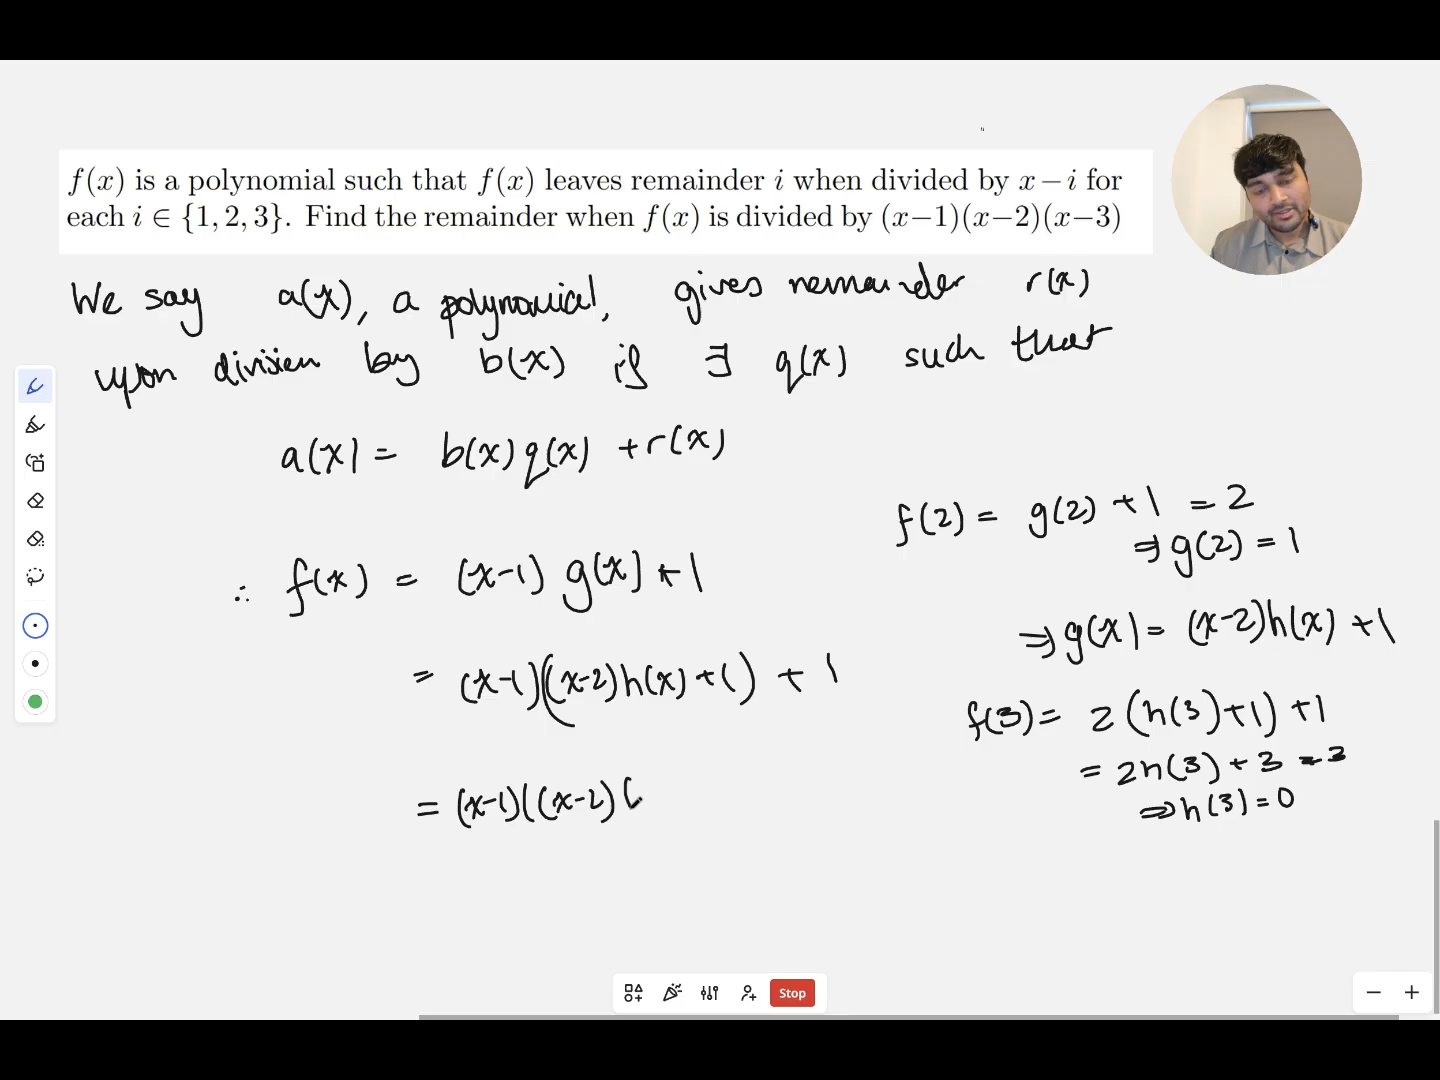 f(x) is a polynomial such that f(x) leaves remainder i when divided by x − i for
each i ∈ {1, 2, 3}. Find the remainder when f(x) is divided by (x−1)(x−2)(x−3)
We say a(x), a polynomial, gives remainder r(x)
upon division by b(x) if ∃ q(x) such that
a(x) = b(x) q(x) + r(x)
∴ f(x) = (x-1) g(x) + 1
= (x-1)((x-2)h(x)+1) + 1
= (x-1)((x-2)(
f(2) = g(2) + 1 = 2
⇒ g(2) = 1
⇒ g(x) = (x-2)h(x) + 1
f(3) = 2(h(3)+1) + 1
= 2h(3) + 3 = 3
⇒ h(3) = 0
Stop